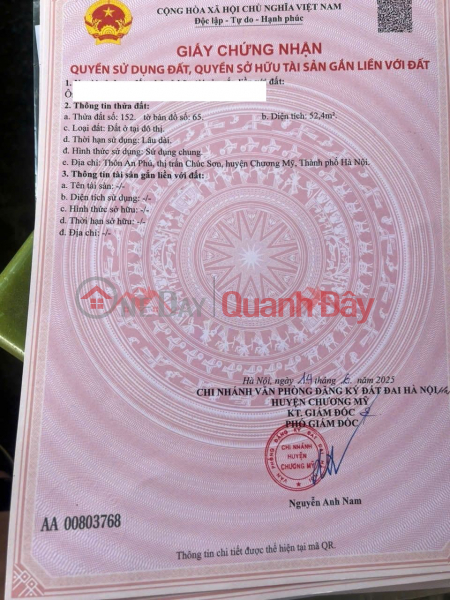 CỘNG HÒA XÃ HỘI CHỦ NGHĨA VIỆT NAM
Độc lập - Tự do - Hạnh phúc
GIẤY CHỨNG NHẬN
QUYỀN SỬ DỤNG ĐẤT, QUYỀN SỞ HỮU TÀI SẢN GẮN LIỀN VỚI ĐẤT
1. với đất:
Ô
2. Thông tin thửa đất:
a. Thửa đất số: 152. tờ bản đồ số: 65. b. Diện tích: 52,4m².
c. Loại đất: Đất ở tại đô thị.
d. Thời hạn sử dụng: Lâu dài.
đ. Hình thức sử dụng: Sử dụng chung.
e. Địa chỉ: Thôn An Phú, thị trấn Chúc Sơn, huyện Chương Mỹ, Thành phố Hà Nội.
3. Thông tin tài sản gắn liền với đất:
a. Tên tài sản: -/-
b. Diện tích sử dụng: -/-
c. Hình thức sở hữu: -/-
d. Thời hạn sở hữu: -/-
đ. Địa chỉ: -/-
Quanh Đây
Hà Nội, ngày 14 tháng 6 năm 2025
CHI NHÁNH VĂN PHÒNG ĐĂNG KÝ ĐẤT ĐAI HÀ NỘI
HUYỆN CHƯƠNG MỸ
KT. GIÁM ĐỐC
PHÓ GIÁM ĐỐC
CHI NHÁNH
HUYỆN
CHƯƠNG MỸ
Nguyễn Anh Nam
AA 00803768
Thông tin chi tiết được thể hiện tại mã QR.